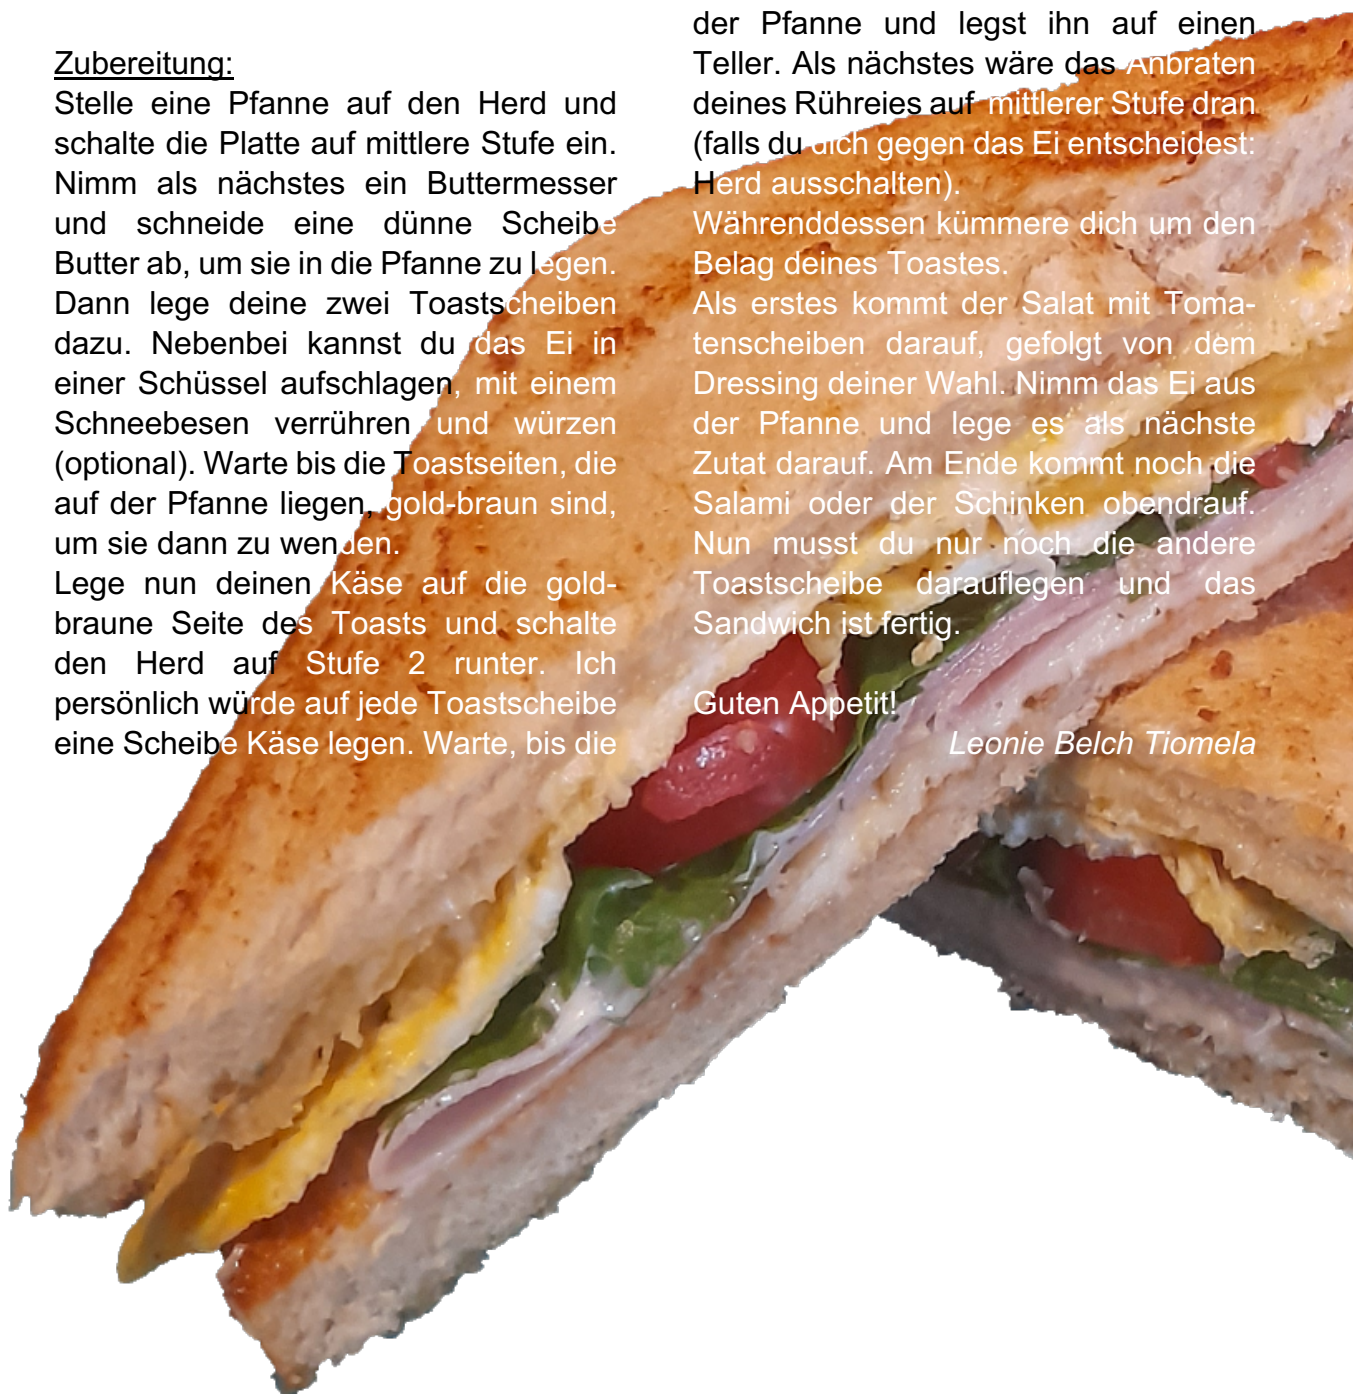 Zubereitung:
Stelle eine Pfanne auf den Herd und
schalte die Platte auf mittlere Stufe ein.
Nimm als nächstes ein Buttermesser
und schneide eine dünne Scheibe
Butter ab, um sie in die Pfanne zu legen.
Dann lege deine zwei Toastscheiben
dazu. Nebenbei kannst du das Ei in
einer Schüssel aufschlagen, mit einem
Schneebesen verrühren und würzen
(optional). Warte bis die Toastseiten, die
auf der Pfanne liegen, gold-braun sind,
um sie dann zu wenden.
Lege nun deinen Käse auf die gold-
braune Seite des Toasts und schalte
den Herd auf Stufe 2 runter. Ich
persönlich würde auf jede Toastscheibe
eine Scheibe Käse legen. Warte, bis die
der Pfanne und legst ihn auf einen
Teller. Als nächstes wäre das Anbraten
deines Rühreies auf mittlerer Stufe dran
(falls du dich gegen das Ei entscheidest:
Herd ausschalten).
Währenddessen kümmere dich um den
Belag deines Toastes.
Als erstes kommt der Salat mit Toma-
tenscheiben darauf, gefolgt von dem
Dressing deiner Wahl. Nimm das Ei aus
der Pfanne und lege es als nächste
Zutat darauf. Am Ende kommt noch die
Salami oder der Schinken obendrauf.
Nun musst du nur noch die andere
Toastscheibe darauflegen und das
Sandwich ist fertig.
Guten Appetit!
Leonie Belch Tiomela